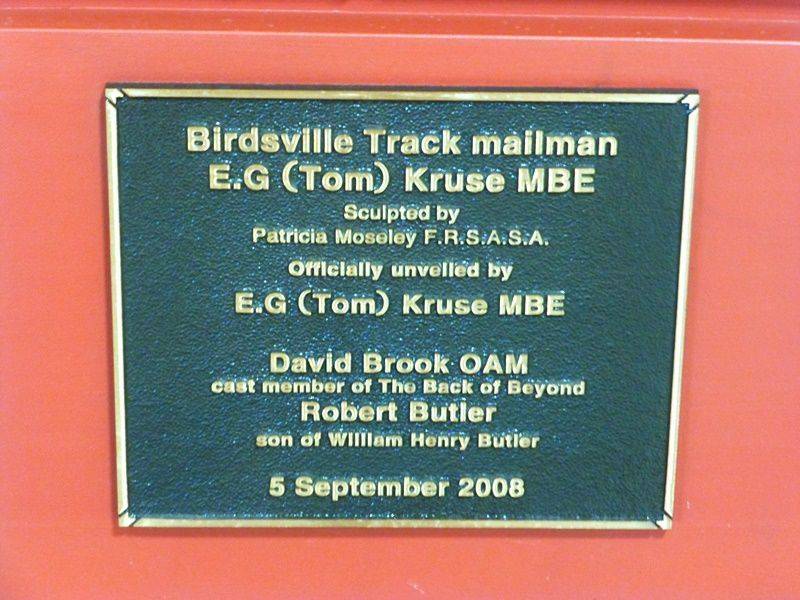 Birdsville Track mailman
E.G (Tom) Kruse MBE
Sculpted by
Patricia Moseley F.R.S.A.S.A.
Officially unveiled by
E.G (Tom) Kruse MBE
David Brook OAM
cast member of The Back of Beyond
Robert Butler
son of William Henry Butler
5 September 2008